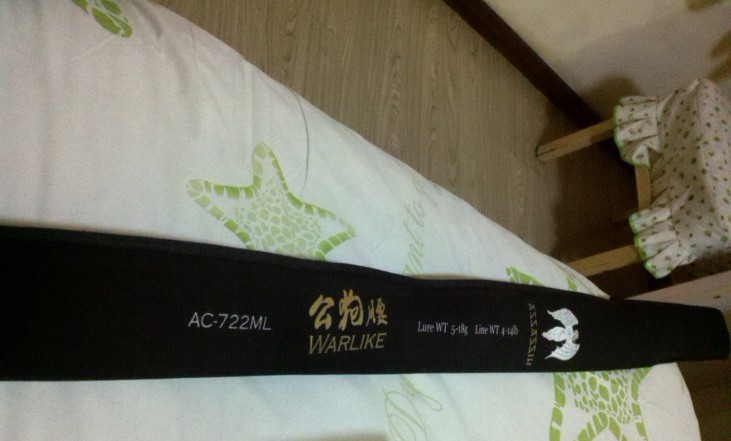 AC-722ML
公狗腰
WARLIKE
Lure WT 5-18g Line WT 4-14lb